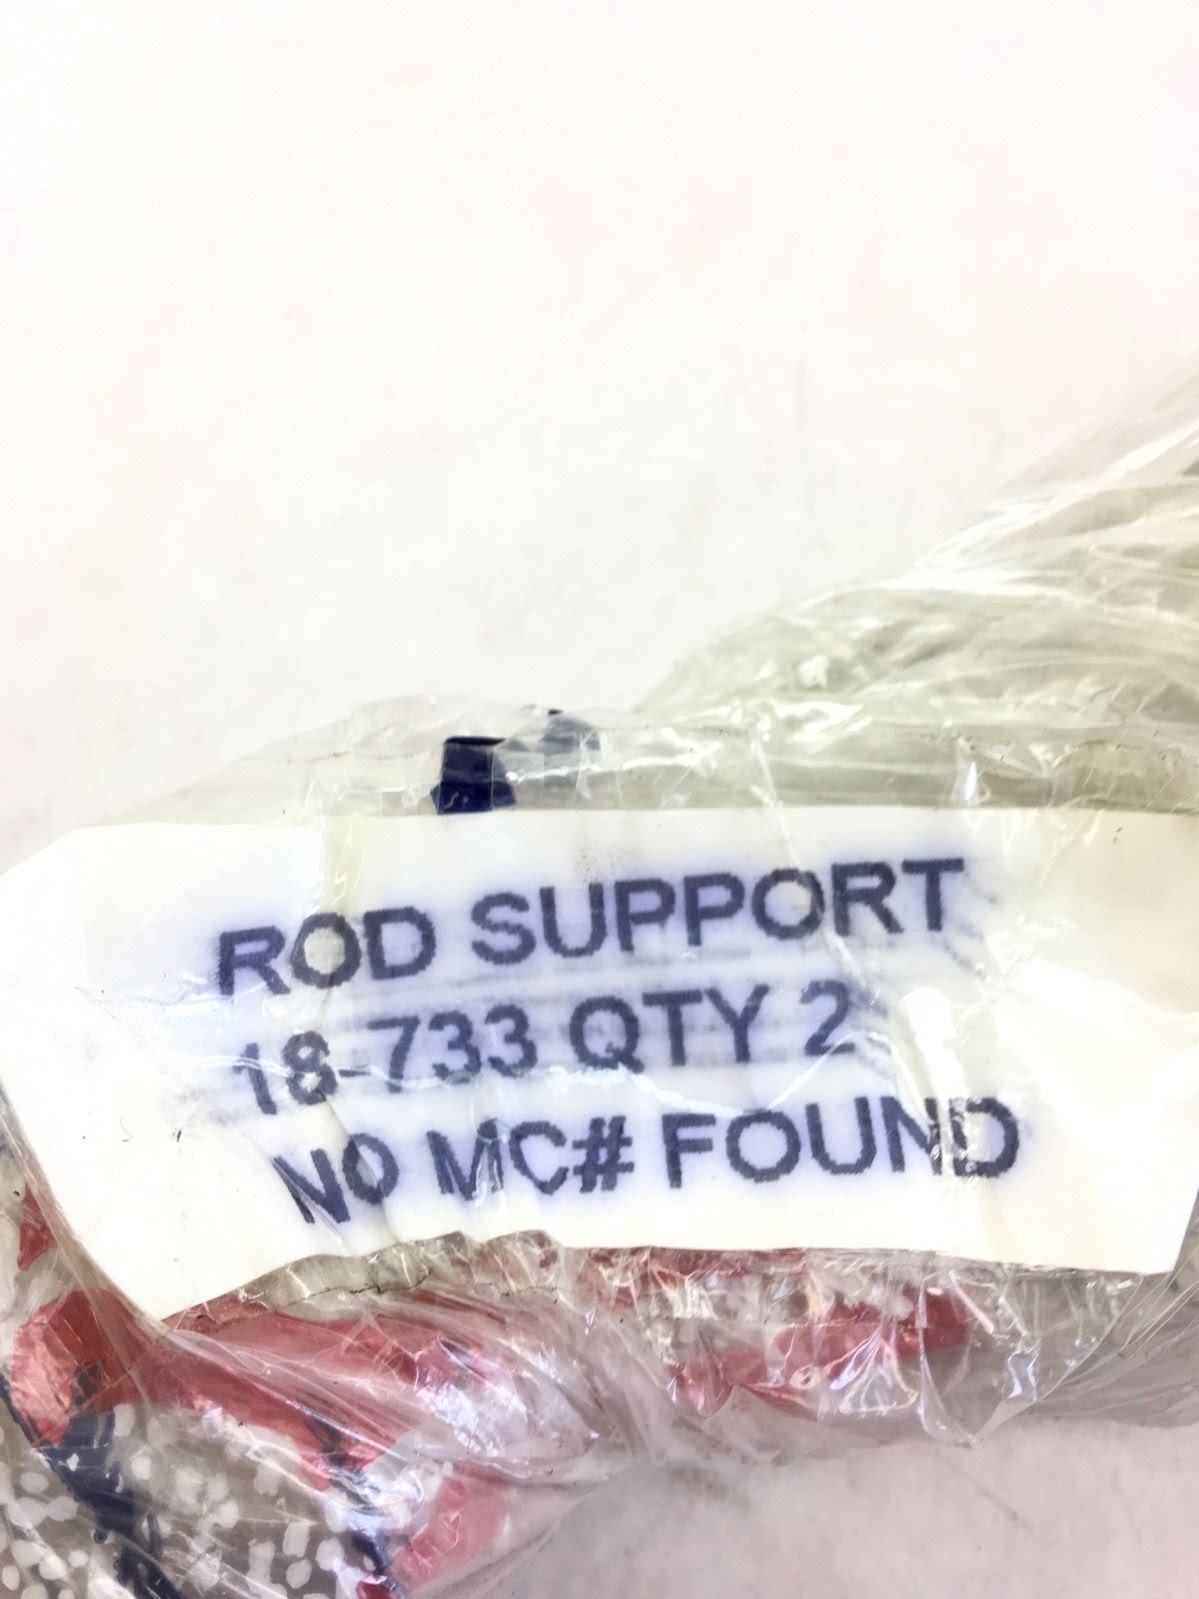 ROD SUPPORT
18-733 QTY 2
NO MC# FOUND